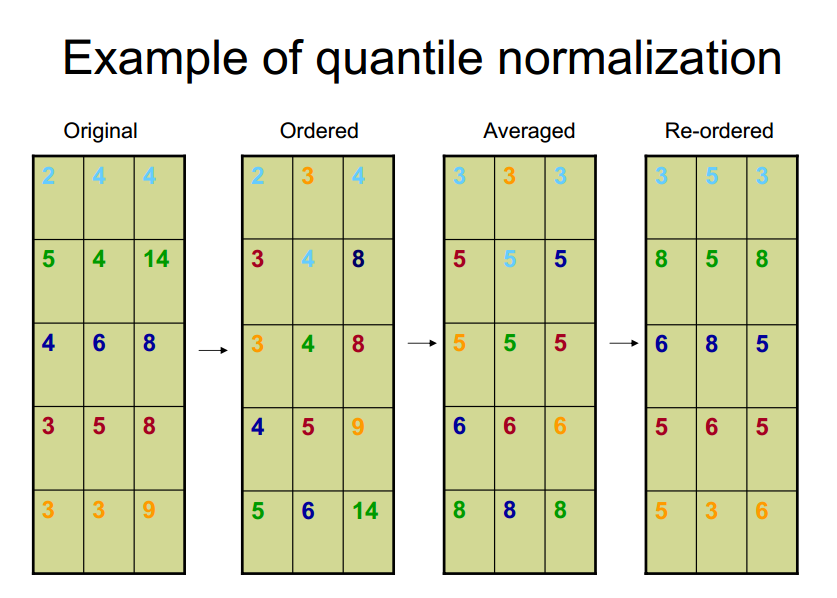 Example of quantile normalization
Original Ordered Averaged Re-ordered
2 4 4 2 3 4 3 3 3 3 5 3
5 4 14 3 4 8 5 5 5 8 5 8
4 6 8 3 4 8 5 5 5 6 8 5
3 5 8 4 5 9 6 6 6 5 6 5
3 3 9 5 6 14 8 8 8 5 3 6